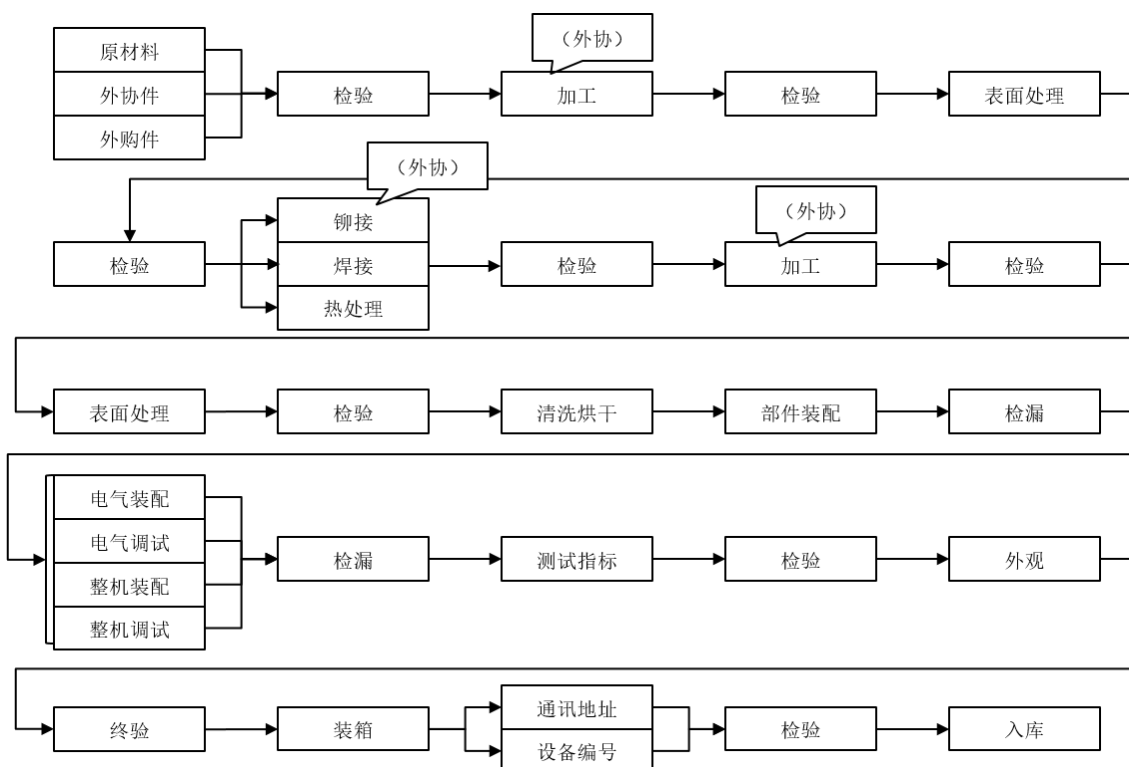 （外协）
原材料
外协件
外购件
检验
加工
检验
表面处理
（外协）
铆接
焊接
热处理
（外协）
检验
检验
加工
检验
表面处理
检验
清洗烘干
部件装配
检漏
电气装配
电气调试
整机装配
整机调试
检漏
测试指标
检验
外观
终验
装箱
通讯地址
设备编号
检验
入库